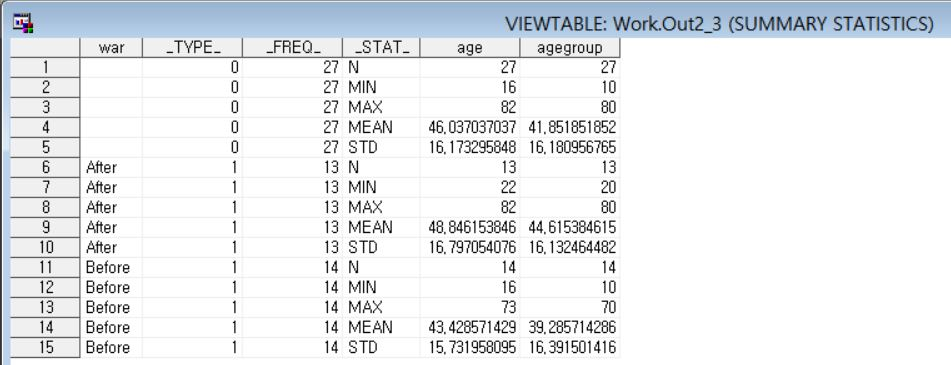 VIEWTABLE: Work.Out2_3 (SUMMARY STATISTICS)
war _TYPE_ _FREQ_ _STAT_ age agegroup
1 0 27 N 27 27
2 0 27 MIN 16 10
3 0 27 MAX 82 80
4 0 27 MEAN 46,037037037 41,851851852
5 0 27 STD 16,173295848 16,180956765
6 After 1 13 N 13 13
7 After 1 13 MIN 22 20
8 After 1 13 MAX 82 80
9 After 1 13 MEAN 48,846153846 44,615384615
10 After 1 13 STD 16,797054076 16,132464482
11 Before 1 14 N 14 14
12 Before 1 14 MIN 16 10
13 Before 1 14 MAX 73 70
14 Before 1 14 MEAN 43,428571429 39,285714286
15 Before 1 14 STD 15,731958095 16,391501416